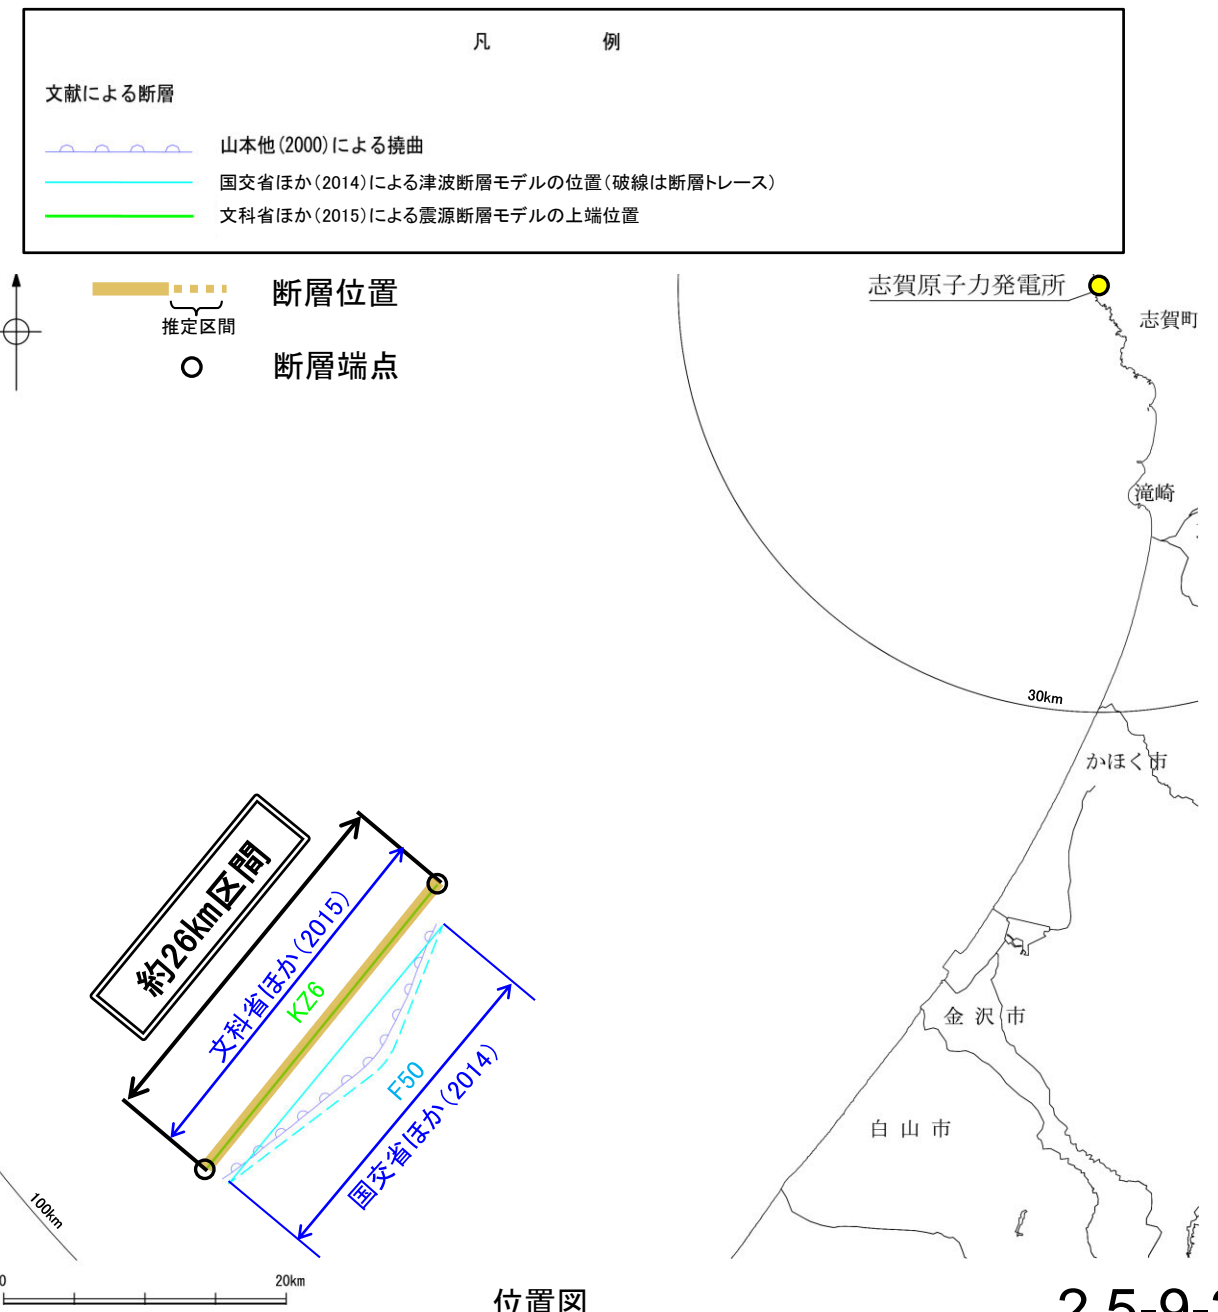 凡 例
文献による断層
山本他(2000)による撓曲
国交省ほか(2014)による津波断層モデルの位置(破線は断層トレース)
文科省ほか(2015)による震源断層モデルの上端位置
断層位置
推定区間
断層端点
志賀原子力発電所
志賀町
滝崎
30km
かほく市
約26km区間
文科省ほか(2015)
KZ6
F50
国交省ほか(2014)
金沢市
白山市
100km
0
20km
位置図
2.5-9-